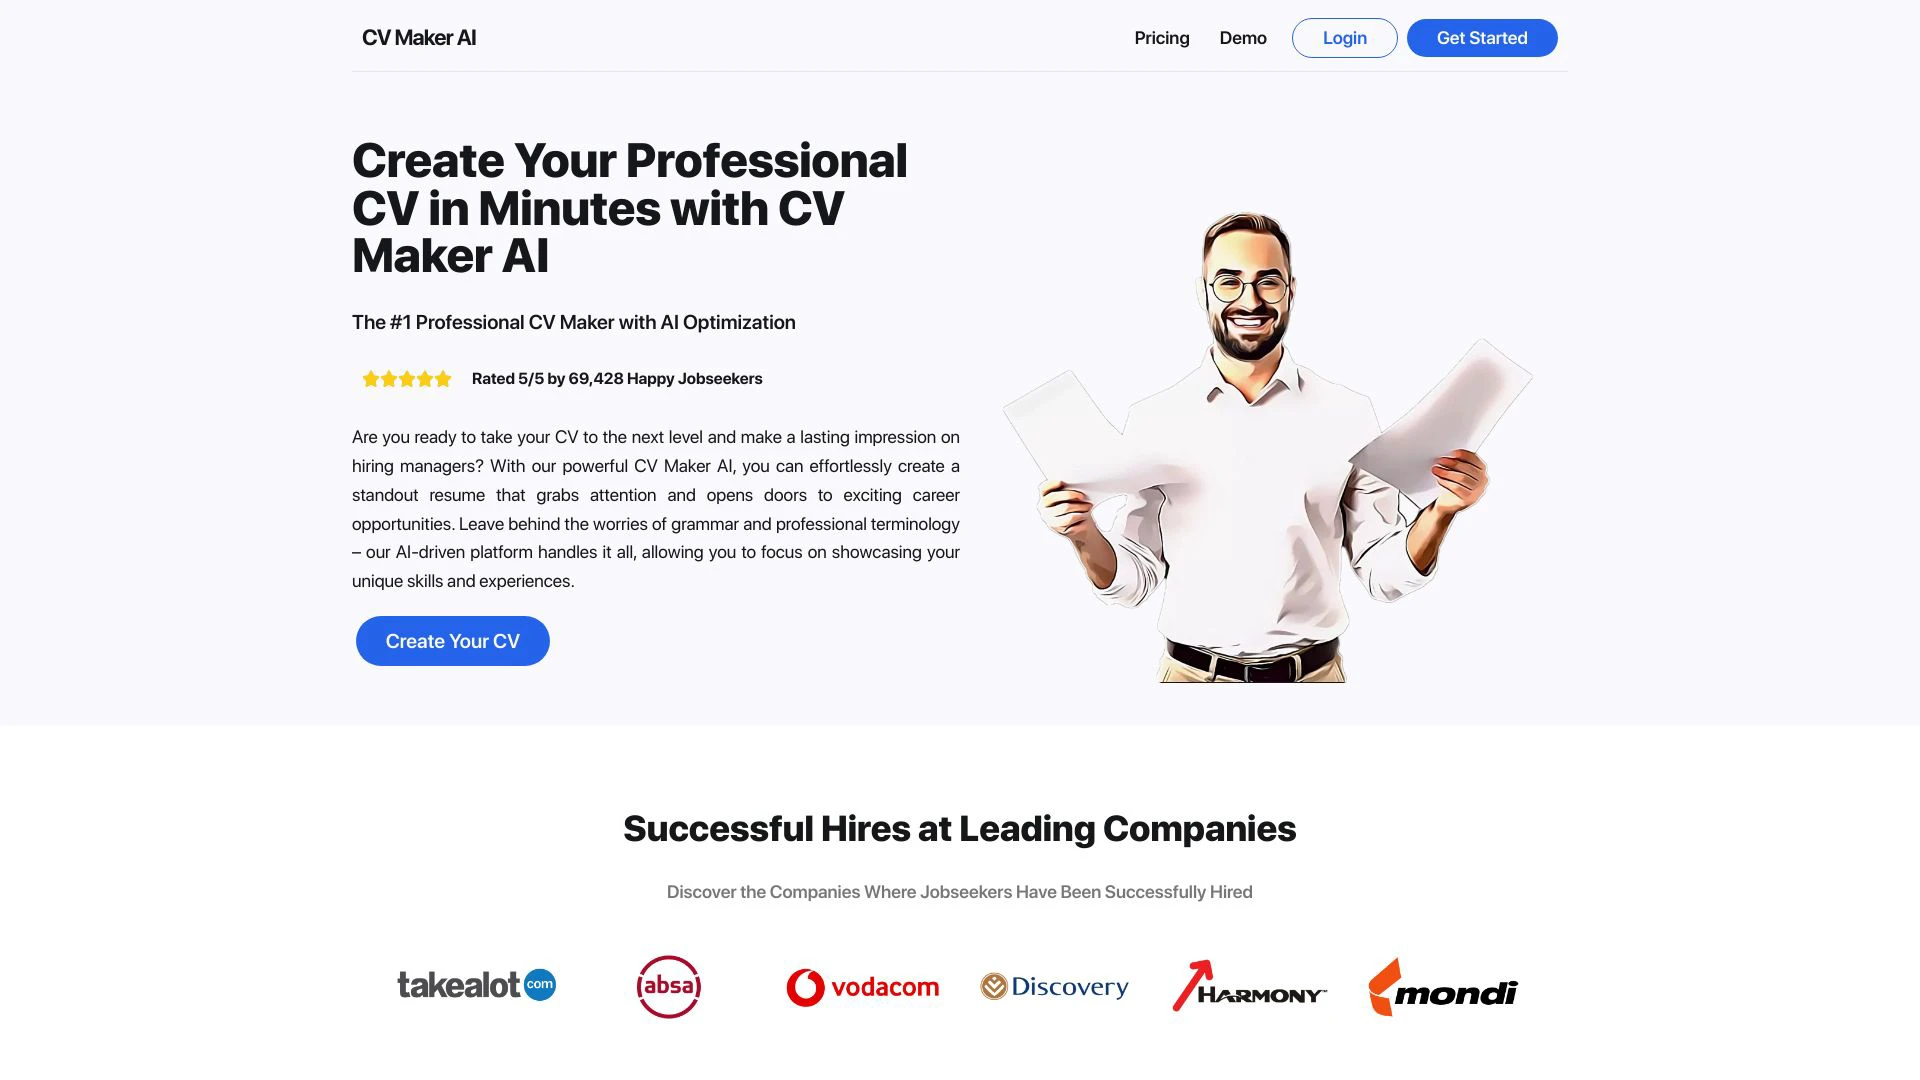 CV Maker AI
Pricing
Demo
Login
Get Started
Create Your Professional
CV in Minutes with CV
Maker AI
The #1 Professional CV Maker with AI Optimization
Rated 5/5 by 69,428 Happy Jobseekers
Are you ready to take your CV to the next level and make a lasting impression on
hiring managers? With our powerful CV Maker AI, you can effortlessly create a
standout resume that grabs attention and opens doors to exciting career
opportunities. Leave behind the worries of grammar and professional terminology
– our AI-driven platform handles it all, allowing you to focus on showcasing your
unique skills and experiences.
Create Your CV
Successful Hires at Leading Companies
Discover the Companies Where Jobseekers Have Been Successfully Hired
takealot com
absa
vodacom
Discovery
HARMONY™
mondi